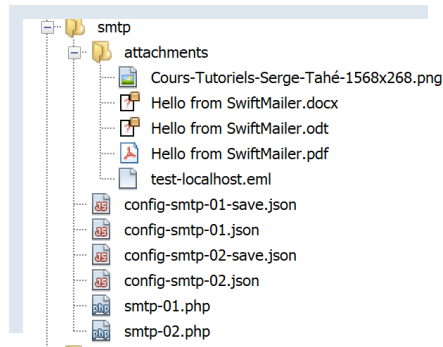 smtp
attachments
Cours-Tutoriels-Serge-Tahé-1568x268.png
Hello from SwiftMailer.docx
Hello from SwiftMailer.odt
Hello from SwiftMailer.pdf
test-localhost.eml
config-smtp-01-save.json
config-smtp-01.json
config-smtp-02-save.json
config-smtp-02.json
smtp-01.php
smtp-02.php